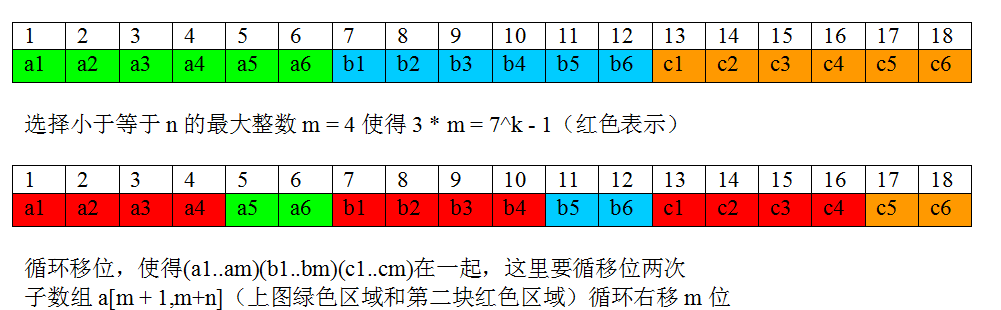 1 2 3 4 5 6 7 8 9 10 11 12 13 14 15 16 17 18
a1 a2 a3 a4 a5 a6 b1 b2 b3 b4 b5 b6 c1 c2 c3 c4 c5 c6
选择小于等于 n 的最大整数 m = 4 使得 3 * m = 7^k - 1（红色表示）
1 2 3 4 5 6 7 8 9 10 11 12 13 14 15 16 17 18
a1 a2 a3 a4 a5 a6 b1 b2 b3 b4 b5 b6 c1 c2 c3 c4 c5 c6
循环移位，使得(a1..am)(b1..bm)(c1..cm)在一起，这里要循移位两次
子数组 a[m + 1,m+n]（上图绿色区域和第二块红色区域）循环右移 m 位